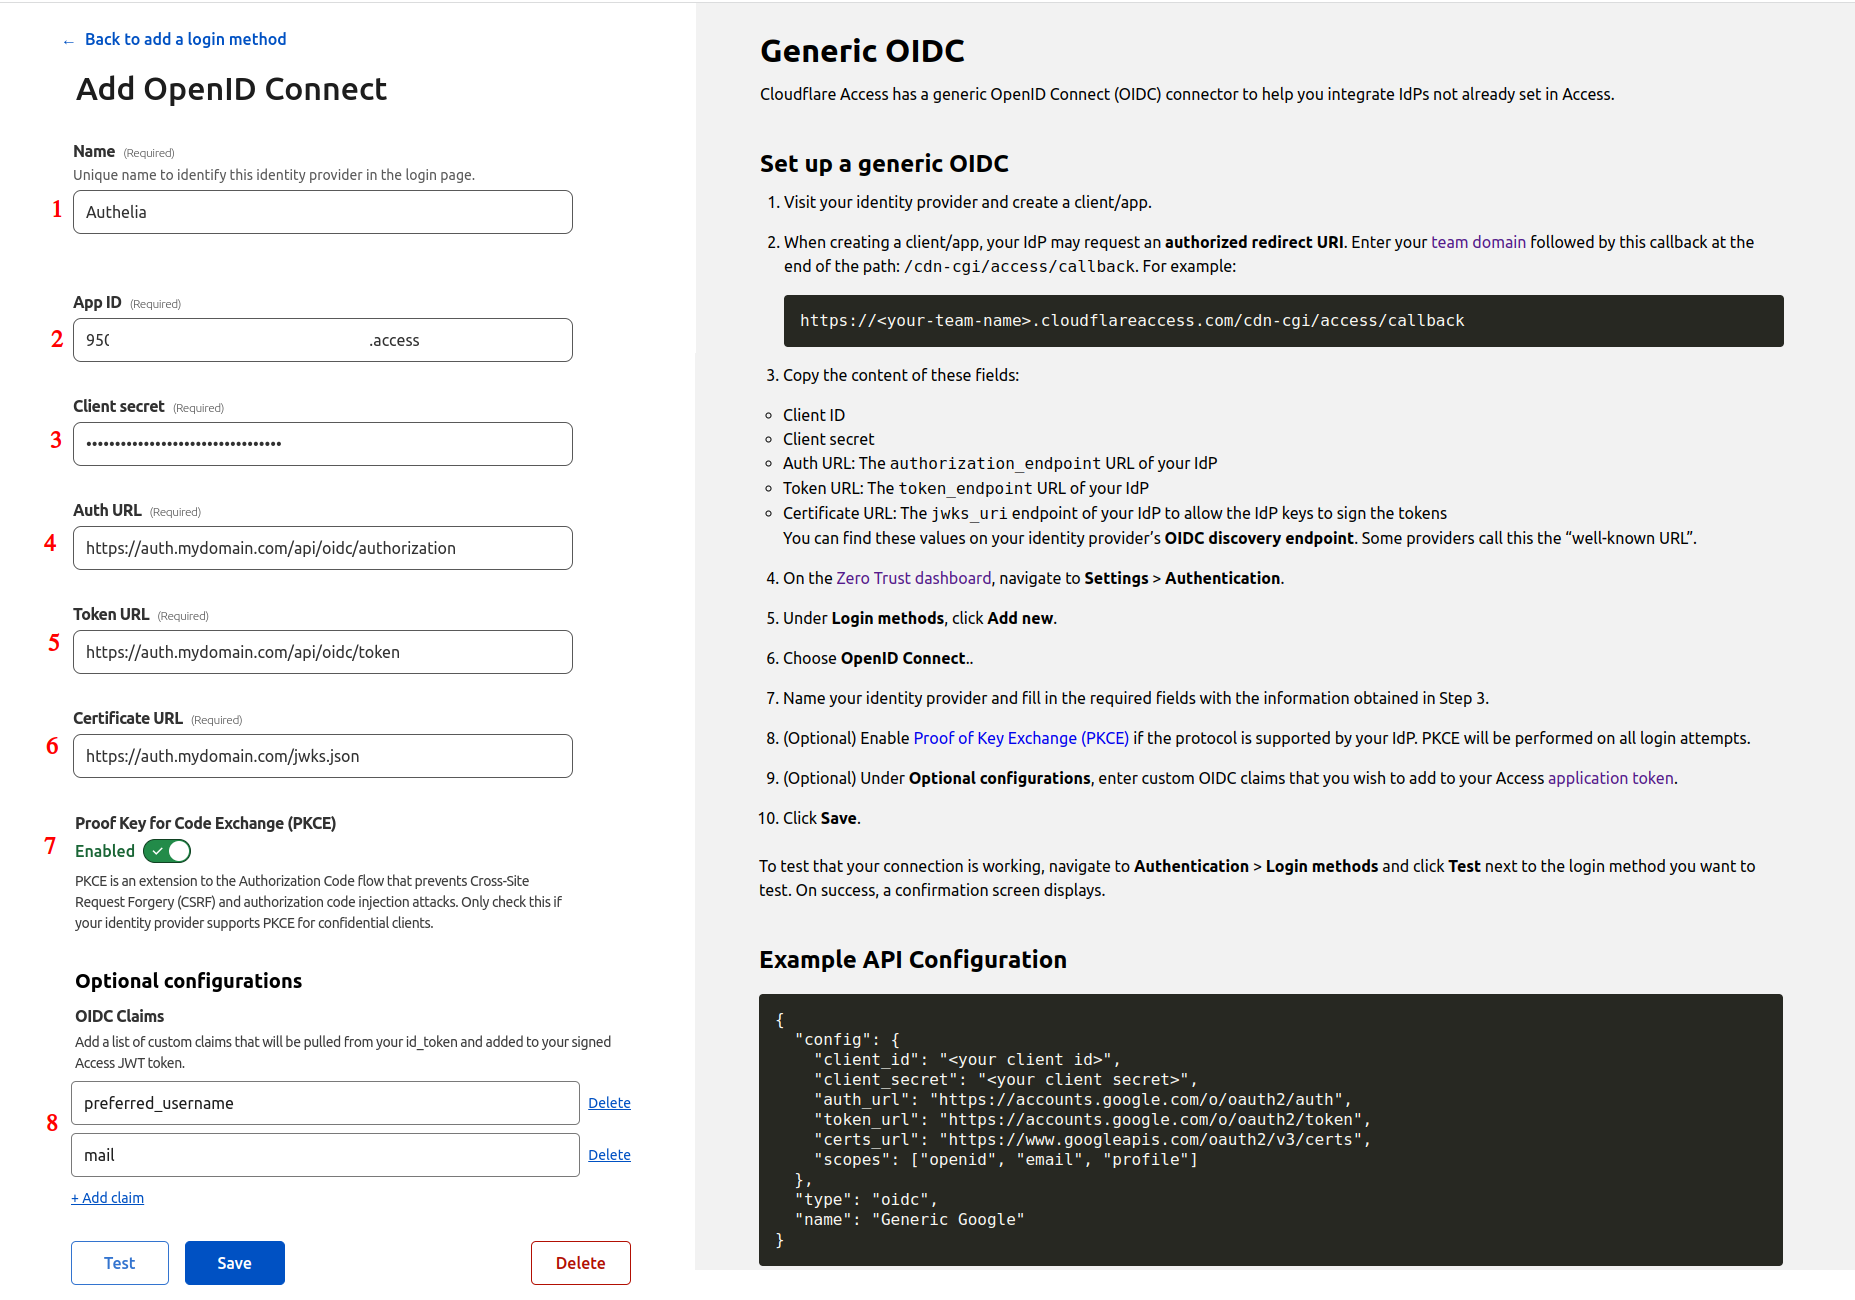 ← Back to add a login method
Add OpenID Connect
Name (Required)
Unique name to identify this identity provider in the login page.
1 Authelia
App ID (Required)
2 950 .access
Client secret (Required)
3 ••••••••••••••••••••••••••••••••••
Auth URL (Required)
4 https://auth.mydomain.com/api/oidc/authorization
Token URL (Required)
5 https://auth.mydomain.com/api/oidc/token
Certificate URL (Required)
6 https://auth.mydomain.com/jwks.json
Proof Key for Code Exchange (PKCE)
7 Enabled
PKCE is an extension to the Authorization Code flow that prevents Cross-Site
Request Forgery (CSRF) and authorization code injection attacks. Only check this if
your identity provider supports PKCE for confidential clients.
Optional configurations
OIDC Claims
Add a list of custom claims that will be pulled from your id_token and added to your signed
Access JWT token.
preferred_username Delete
8
mail Delete
+ Add claim
Test Save Delete
Generic OIDC
Cloudflare Access has a generic OpenID Connect (OIDC) connector to help you integrate IdPs not already set in Access.
Set up a generic OIDC
1. Visit your identity provider and create a client/app.
2. When creating a client/app, your IdP may request an authorized redirect URI. Enter your team domain followed by this callback at the
end of the path: /cdn-cgi/access/callback. For example:
https://<your-team-name>.cloudflareaccess.com/cdn-cgi/access/callback
3. Copy the content of these fields:
◦ Client ID
◦ Client secret
◦ Auth URL: The authorization_endpoint URL of your IdP
◦ Token URL: The token_endpoint URL of your IdP
◦ Certificate URL: The jwks_uri endpoint of your IdP to allow the IdP keys to sign the tokens
You can find these values on your identity provider’s OIDC discovery endpoint. Some providers call this the “well-known URL”.
4. On the Zero Trust dashboard, navigate to Settings > Authentication.
5. Under Login methods, click Add new.
6. Choose OpenID Connect..
7. Name your identity provider and fill in the required fields with the information obtained in Step 3.
8. (Optional) Enable Proof of Key Exchange (PKCE) if the protocol is supported by your IdP. PKCE will be performed on all login attempts.
9. (Optional) Under Optional configurations, enter custom OIDC claims that you wish to add to your Access application token.
10. Click Save.
To test that your connection is working, navigate to Authentication > Login methods and click Test next to the login method you want to
test. On success, a confirmation screen displays.
Example API Configuration
{
"config": {
"client_id": "<your client id>",
"client_secret": "<your client secret>",
"auth_url": "https://accounts.google.com/o/oauth2/auth",
"token_url": "https://accounts.google.com/o/oauth2/token",
"certs_url": "https://www.googleapis.com/oauth2/v3/certs",
"scopes": ["openid", "email", "profile"]
},
"type": "oidc",
"name": "Generic Google"
}